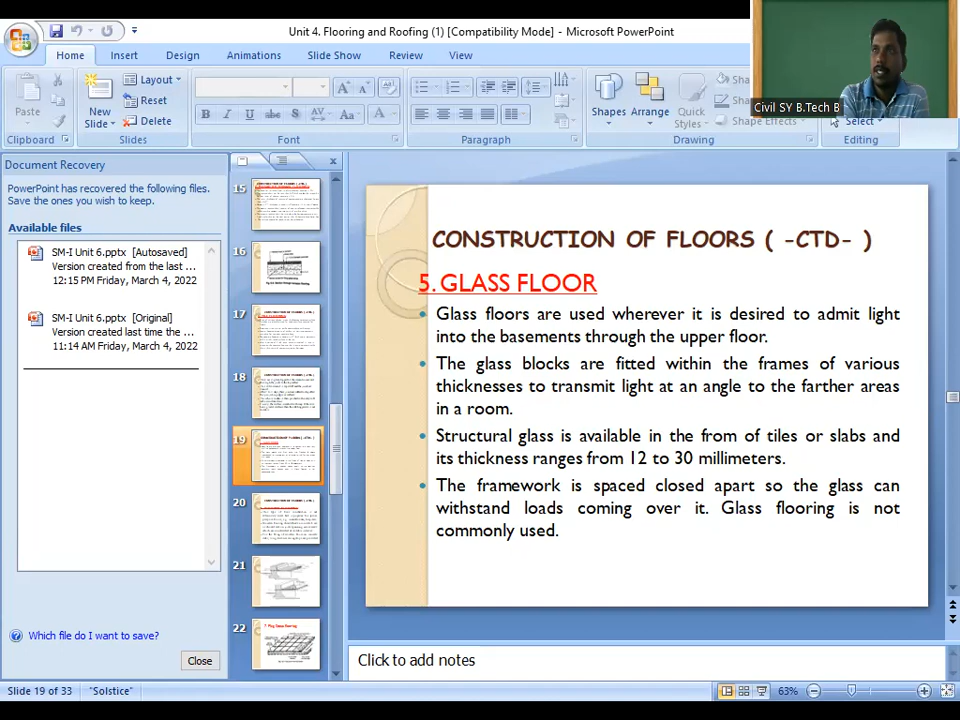 Unit 4. Flooring and Roofing (1) [Compatibility Mode] - Microsoft PowerPoint
Home Insert Design Animations Slide Show Review View
Paste
New Slide
Layout
Reset
Delete
B I U abc AV Aa A
Shapes Arrange Quick Styles
Sha
Sha
Shape Effects
Select
Clipboard Slides Font Paragraph Drawing Editing
Civil SY B.Tech B
Document Recovery
PowerPoint has recovered the following files.
Save the ones you wish to keep.
Available files
SM-I Unit 6.pptx [Autosaved]
Version created from the last ...
12:15 PM Friday, March 4, 2022
SM-I Unit 6.pptx [Original]
Version created last time the ...
11:14 AM Friday, March 4, 2022
Which file do I want to save?
Close
15
16
17
18
19
20
21
22
CONSTRUCTION OF FLOORS ( -CTD- )
5. GLASS FLOOR
• Glass floors are used wherever it is desired to admit light
into the basements through the upper floor.
• The glass blocks are fitted within the frames of various
thicknesses to transmit light at an angle to the farther areas
in a room.
• Structural glass is available in the from of tiles or slabs and
its thickness ranges from 12 to 30 millimeters.
• The framework is spaced closed apart so the glass can
withstand loads coming over it. Glass flooring is not
commonly used.
Click to add notes
Slide 19 of 33 "Solstice" 63%